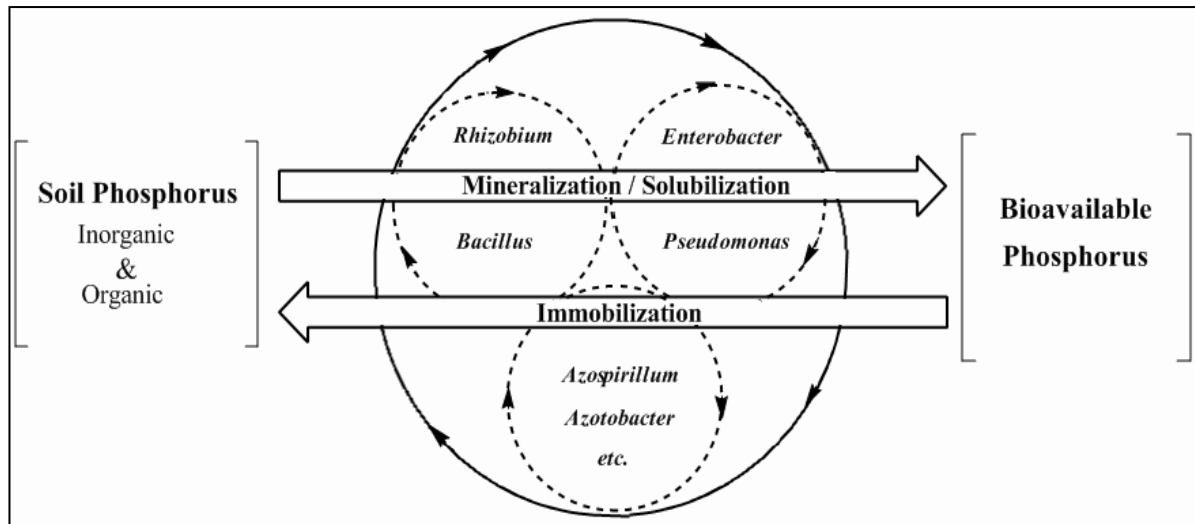 Rhizobium
Enterobacter
Mineralization / Solubilization
Soil Phosphorus
Inorganic
&
Organic
Bacillus
Pseudomonas
Bioavailable
Phosphorus
Immobilization
Azospirillum
Azotobacter
etc.